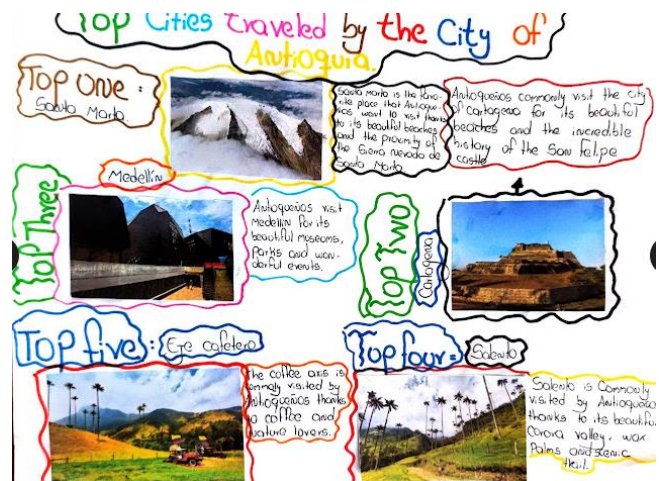 Top Cities traveled by the City of
Antioquia.
Top One :
Santa Marta.
Santa Marta is the Favo-
rite place that Antioque-
ños want to visit thanks
to its beautiful beaches
and the proximity of
the Sierra Nevada de
Santa Marta
Antioqueños commonly visit the city
of cartagena for its beautiful
beaches and the incredible
history of the San Felipe
castle
Top Three
Medellín
Antioqueños visit
Medellín for its
beautiful museums,
Parks and won-
derful events.
Top Two
Cartagena
Top five :
Eje cafetero
The coffee axis is
visited by
Antioqueños thanks
to coffee and
nature lovers.
Top four =
Salento
Salento is Commonly
visited by Antioqueños
thanks to its beautiful
Corora valley, wax
Palms and scenic